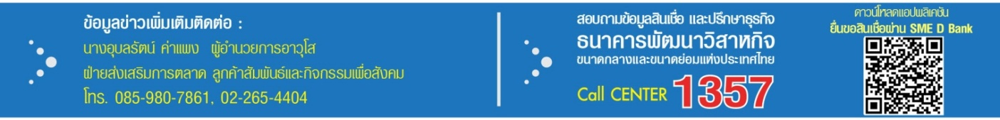 ข้อมูลข่าวเพิ่มเติมติดต่อ :
นางอุบลรัตน์ ค่าแพง ผู้อำนวยการอาวุโส
ฝ่ายส่งเสริมการตลาด ลูกค้าสัมพันธ์และกิจกรรมเพื่อสังคม
โทร. 085-980-7861, 02-265-4404
สอบถามข้อมูลสินเชื่อ และปรึกษาธุรกิจ
ธนาคารพัฒนาวิสาหกิจ
ขนาดกลางและขนาดย่อมแห่งประเทศไทย
Call CENTER 1357
ดาวน์โหลดแอปพลิเคชัน
ยื่นขอสินเชื่อผ่าน SME D Bank